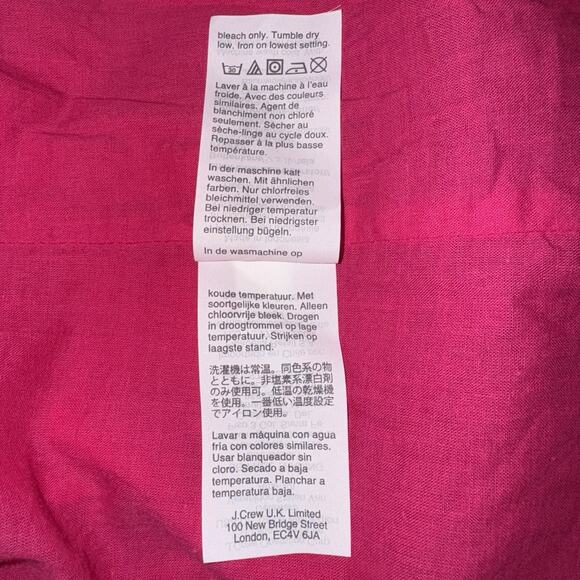 bleach only. Tumble dry
low. Iron on lowest setting.
30
Laver à la machine à l'eau
froide. Avec des couleurs
similaires. Agent de
blanchiment non chloré
seulement. Sécher au
sèche-linge au cycle doux.
Repasser à la plus basse
température.
In der maschine kalt
waschen. Mit ähnlichen
farben. Nur chlorfreies
bleichmittel verwenden.
Bei niedriger temperatur
trocknen. Bei niedrigster
einstellung bügeln.
In de wasmachine op
koude temperatuur. Met
soortgelijke kleuren. Alleen
chloorvrije bleek. Drogen
in droogtrommel op lage
temperatuur. Strijken op
laagste stand.
洗濯機は常温。同色系の物
とともに。非塩素系漂白剤
のみ使用可。低温の乾燥機
を使用。一番低い温度設定
でアイロン使用。
Lavar a máquina con agua
fría con colores similares.
Usar blanqueador sin
cloro. Secado a baja
temperatura. Planchar a
temperatura baja.
J.Crew U.K. Limited
100 New Bridge Street
London, EC4V 6JA